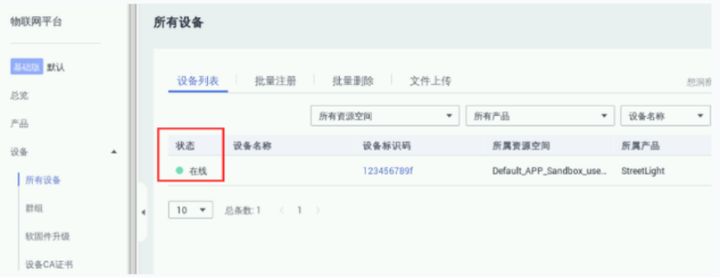 物联网平台
基础版 默认
总览
产品
设备
所有设备
群组
软固件升级
设备CA证书
所有设备
设备列表 批量注册 批量删除 文件上传
想洞察
所有资源空间 所有产品 设备名称
状态 设备名称 设备标识码 所属资源空间 所属产品
在线 123456789f Default_APP_Sandbox_use... StreetLight
10 总条数: 1 < 1 >